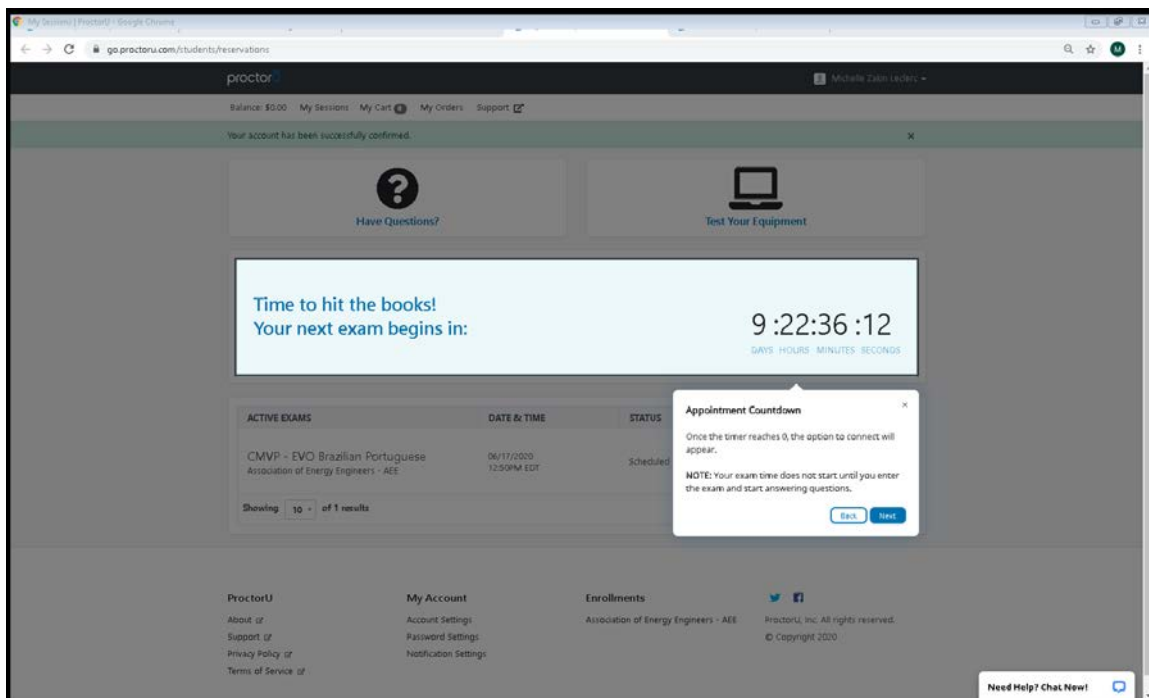 My Sessions | ProctorU - Google Chrome
go.proctoru.com/students/reservations
M
proctorU
Michelle Zakin Leclerc
Balance: $0.00 My Sessions My Cart 0 My Orders Support
Your account has been successfully confirmed. ×
Have Questions? Test Your Equipment
Time to hit the books!
Your next exam begins in:
9 :22:36 :12
DAYS HOURS MINUTES SECONDS
ACTIVE EXAMS DATE & TIME STATUS
CMVP - EVO Brazilian Portuguese
Association of Energy Engineers - AEE
06/17/2020
12:50PM EDT
Scheduled
Showing 10 of 1 results
Appointment Countdown ×
Once the timer reaches 0, the option to connect will
appear.
NOTE: Your exam time does not start until you enter
the exam and start answering questions.
Back Next
ProctorU
About
Support
Privacy Policy
Terms of Service
My Account
Account Settings
Password Settings
Notification Settings
Enrollments
Association of Energy Engineers - AEE
ProctorU, Inc. All rights reserved.
© Copyright 2020
Need Help? Chat Now!